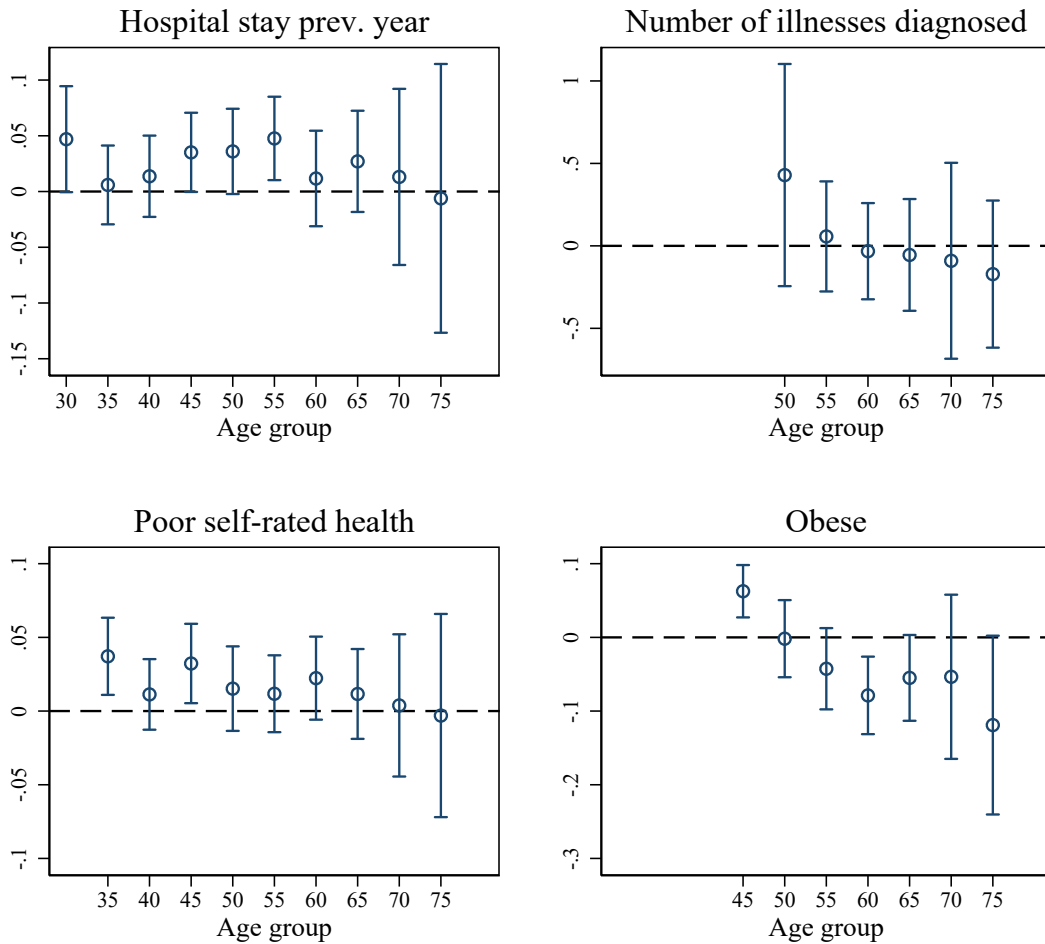 Hospital stay prev. year
.1
.05
0
-.05
-.1
-.15
30 35 40 45 50 55 60 65 70 75
Age group
Number of illnesses diagnosed
1
.5
0
-.5
50 55 60 65 70 75
Age group
Poor self-rated health
.1
.05
0
-.05
-.1
35 40 45 50 55 60 65 70 75
Age group
Obese
.1
0
-.1
-.2
-.3
45 50 55 60 65 70 75
Age group